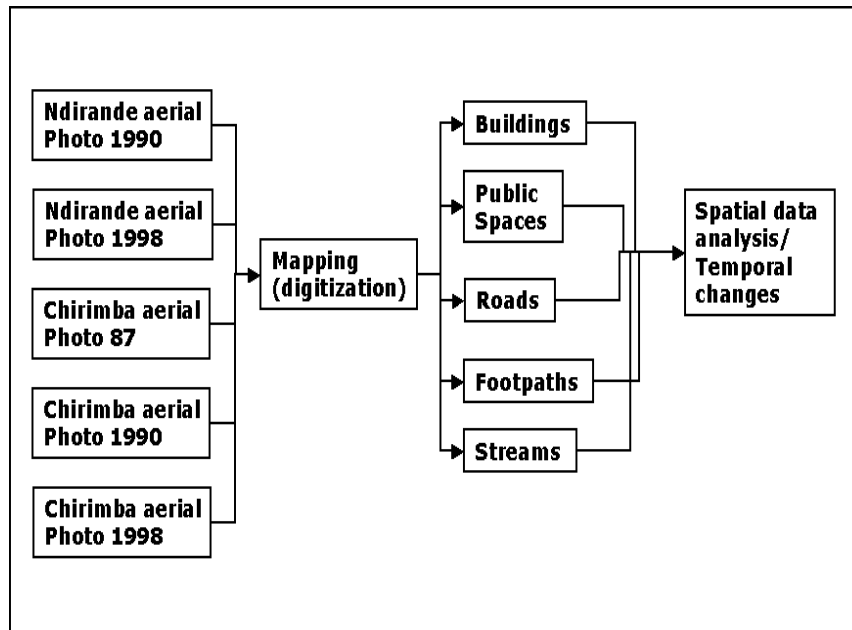 Ndirande aerial
Photo 1990
Ndirande aerial
Photo 1998
Chirimba aerial
Photo 87
Chirimba aerial
Photo 1990
Chirimba aerial
Photo 1998
Mapping
(digitization)
Buildings
Public
Spaces
Roads
Footpaths
Streams
Spatial data
analysis/
Temporal
changes